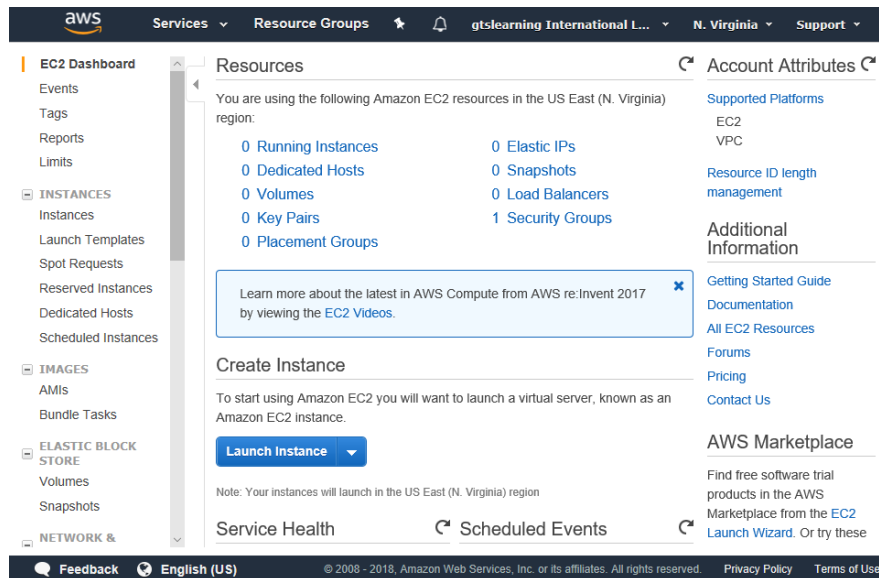 aws Services Resource Groups gtslearning International L... N. Virginia Support
EC2 Dashboard
Events
Tags
Reports
Limits
INSTANCES
Instances
Launch Templates
Spot Requests
Reserved Instances
Dedicated Hosts
Scheduled Instances
IMAGES
AMIs
Bundle Tasks
ELASTIC BLOCK
STORE
Volumes
Snapshots
NETWORK &
Resources
You are using the following Amazon EC2 resources in the US East (N. Virginia)
region:
0 Running Instances
0 Dedicated Hosts
0 Volumes
0 Key Pairs
0 Placement Groups
0 Elastic IPs
0 Snapshots
0 Load Balancers
1 Security Groups
Learn more about the latest in AWS Compute from AWS re:Invent 2017
by viewing the EC2 Videos.
Create Instance
To start using Amazon EC2 you will want to launch a virtual server, known as an
Amazon EC2 instance.
Launch Instance
Note: Your instances will launch in the US East (N. Virginia) region
Service Health
Scheduled Events
Account Attributes
Supported Platforms
EC2
VPC
Resource ID length
management
Additional
Information
Getting Started Guide
Documentation
All EC2 Resources
Forums
Pricing
Contact Us
AWS Marketplace
Find free software trial
products in the AWS
Marketplace from the EC2
Launch Wizard. Or try these
Feedback English (US) © 2008 - 2018, Amazon Web Services, Inc. or its affiliates. All rights reserved. Privacy Policy Terms of Use